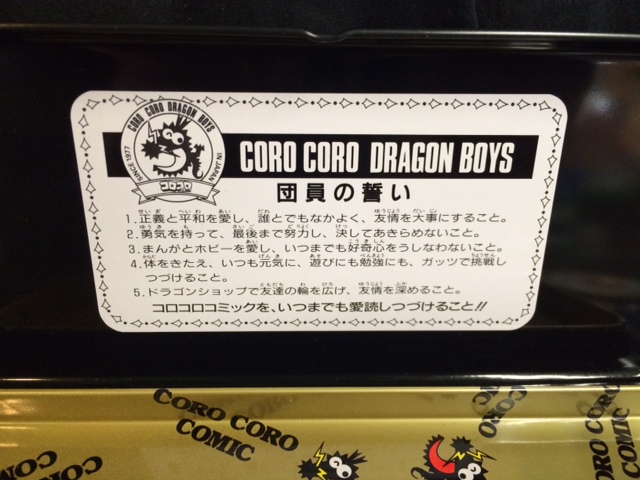 CORO CORO DRAGON BOYS
SINCE 1977
IN JAPAN
コロコロ
CORO CORO DRAGON BOYS
団員の誓い
1.正義と平和を愛し、誰とでもなかよく、友情を大事にすること。
2.勇気を持って、最後まで努力し、決してあきらめないこと。
3.まんがとホビーを愛し、いつまでも好奇心をうしなわないこと。
4.体をきたえ、いつも元気に、遊びにも勉強にも、ガッツで挑戦し
つづけること。
5.ドラゴンショップで友達の輪を広げ、友情を深めること。
コロコロコミックを、いつまでも愛読しつづけること!!
CORO CORO
COMIC
CORO CORO
COMIC
CORO